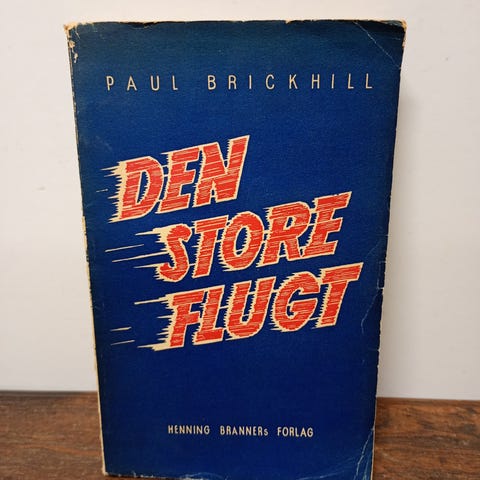 PAUL BRICKHILL
DEN
STORE
FLUGT
HENNING BRANNERs FORLAG